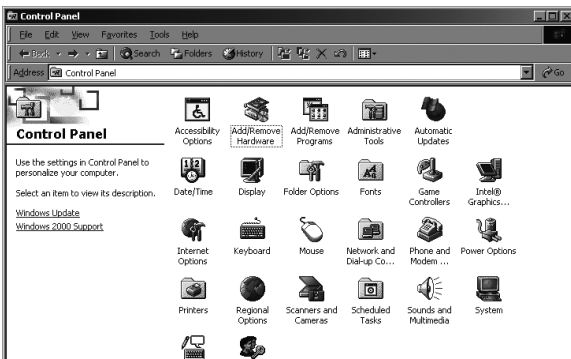 Control Panel
File Edit View Favorites Tools Help
Back Search Folders History
Address Control Panel Go
Control Panel
Use the settings in Control Panel to
personalize your computer.
Select an item to view its description.
Windows Update
Windows 2000 Support
Accessibility
Options
Add/Remove
Hardware
Add/Remove
Programs
Administrative
Tools
Automatic
Updates
Date/Time
Display
Folder Options
Fonts
Game
Controllers
Intel®
Graphics...
Internet
Options
Keyboard
Mouse
Network and
Dial-up Co...
Phone and
Modem ...
Power Options
Printers
Regional
Options
Scanners and
Cameras
Scheduled
Tasks
Sounds and
Multimedia
System